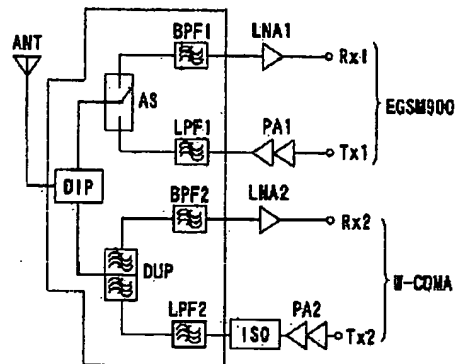 ANT
BPF1
LNA1
Rx1
AS
EGSM900
LPF1
PA1
Tx1
DIP
BPF2
LNA2
Rx2
DUP
W-CDMA
LPF2
ISO
PA2
Tx2